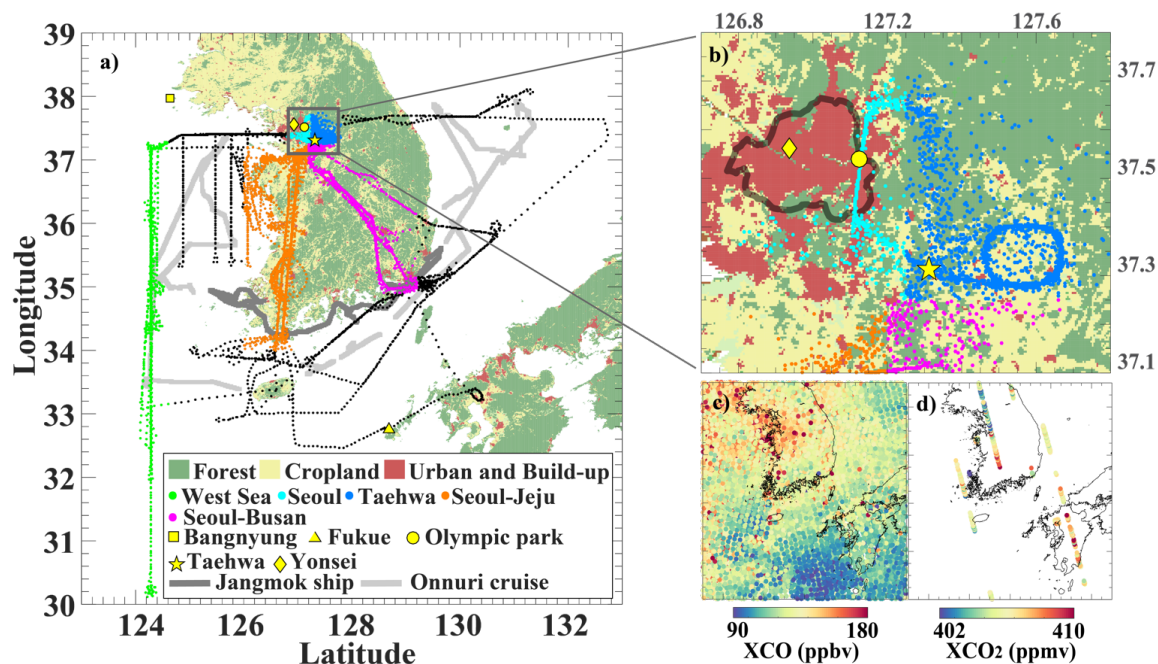 126.8 127.2 127.6
39
a)
38
37
36
35
34
33
32
31
30
Longitude
124 126 128 130 132
Latitude
Forest Cropland Urban and Build-up
West Sea Seoul Taehwa Seoul-Jeju
Seoul-Busan
Bangnyung Fukue Olympic park
Taehwa Yonsei
Jangmok ship Onnuri cruise
b)
37.7
37.5
37.3
37.1
c)
d)
90 180
XCO (ppbv)
402 410
XCO₂ (ppmv)